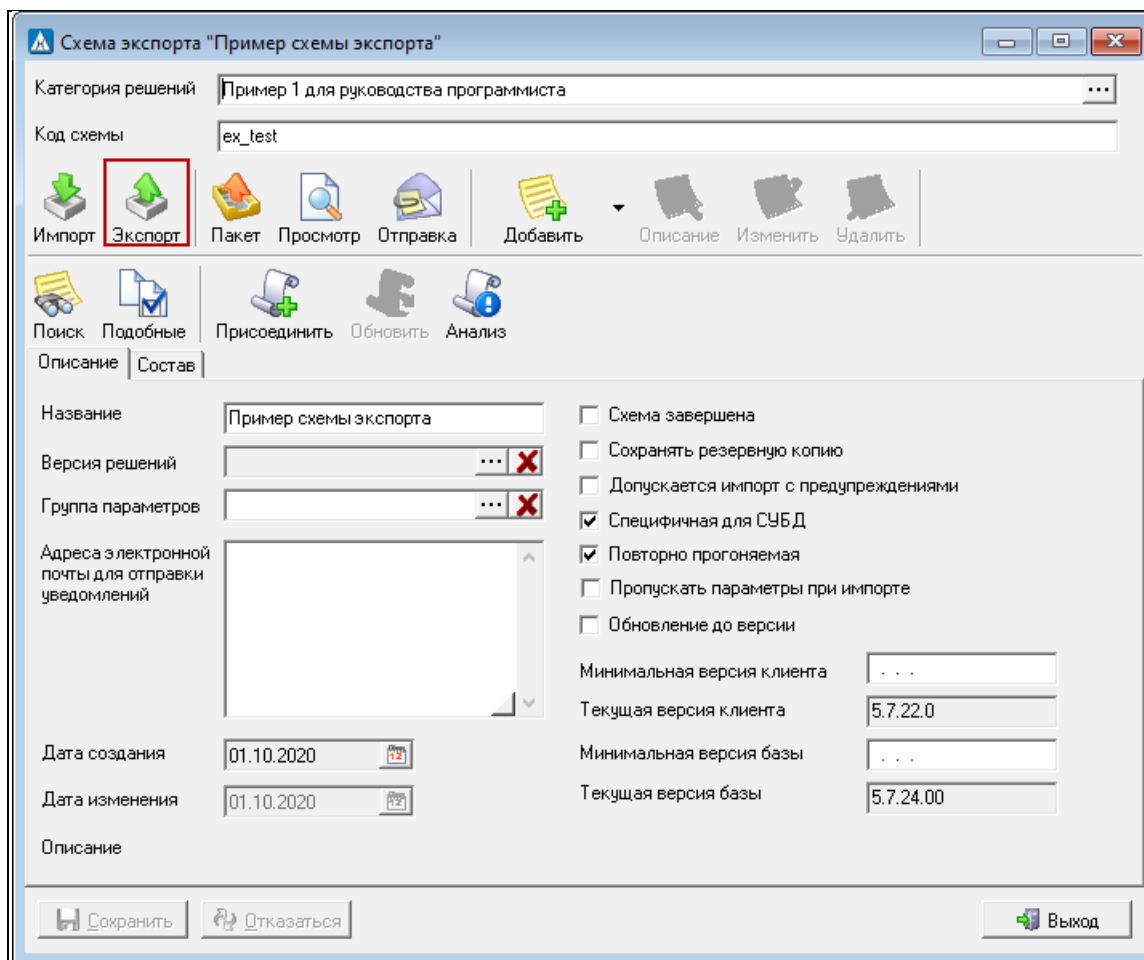 Схема экспорта "Пример схемы экспорта"
Категория решений Пример 1 для руководства программиста ...
Код схемы ex_test
Импорт Экспорт Пакет Просмотр Отправка Добавить Описание Изменить Удалить
Поиск Подобные Присоединить Обновить Анализ
Описание Состав
Название Пример схемы экспорта
Версия решений ...
Группа параметров ...
Адреса электронной
почты для отправки
уведомлений
Дата создания 01.10.2020 12
Дата изменения 01.10.2020 12
Описание
Схема завершена
Сохранять резервную копию
Допускается импорт с предупреждениями
Специфичная для СУБД
Повторно прогоняемая
Пропускать параметры при импорте
Обновление до версии
Минимальная версия клиента . . .
Текущая версия клиента 5.7.22.0
Минимальная версия базы . . .
Текущая версия базы 5.7.24.00
Сохранить Отказаться Выход